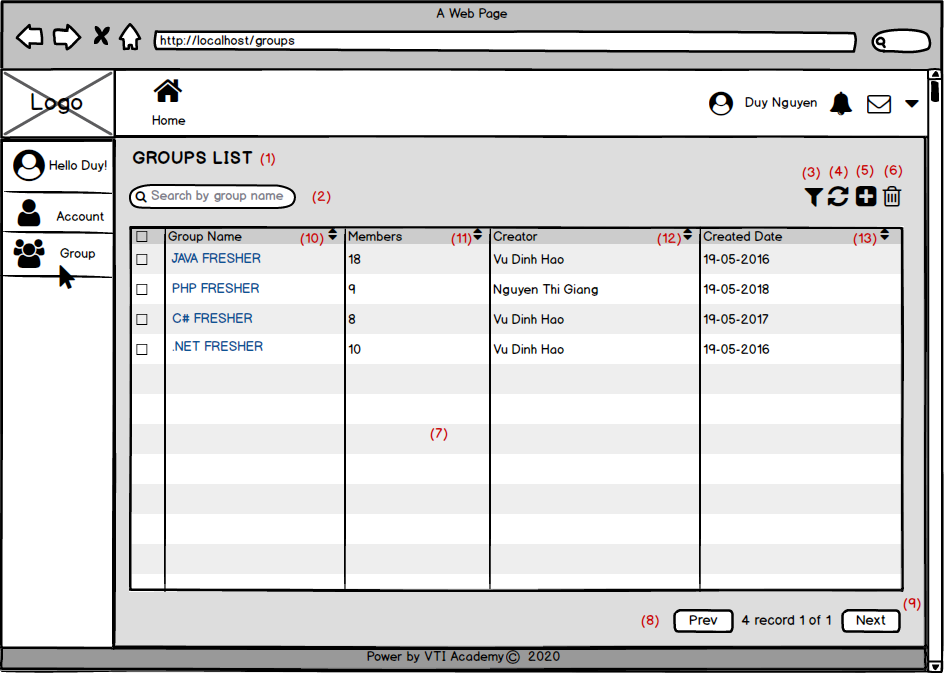 A Web Page
http://localhost/groups
Logo
Home
Duy Nguyen
Hello Duy!
Account
Group
GROUPS LIST (1)
Search by group name (2)
(3) (4) (5) (6)
Group Name (10) Members (11) Creator (12) Created Date (13)
JAVA FRESHER 18 Vu Dinh Hao 19-05-2016
PHP FRESHER 9 Nguyen Thi Giang 19-05-2018
C# FRESHER 8 Vu Dinh Hao 19-05-2017
.NET FRESHER 10 Vu Dinh Hao 19-05-2016
(7)
(8) Prev 4 record 1 of 1 Next (9)
Power by VTI Academy© 2020